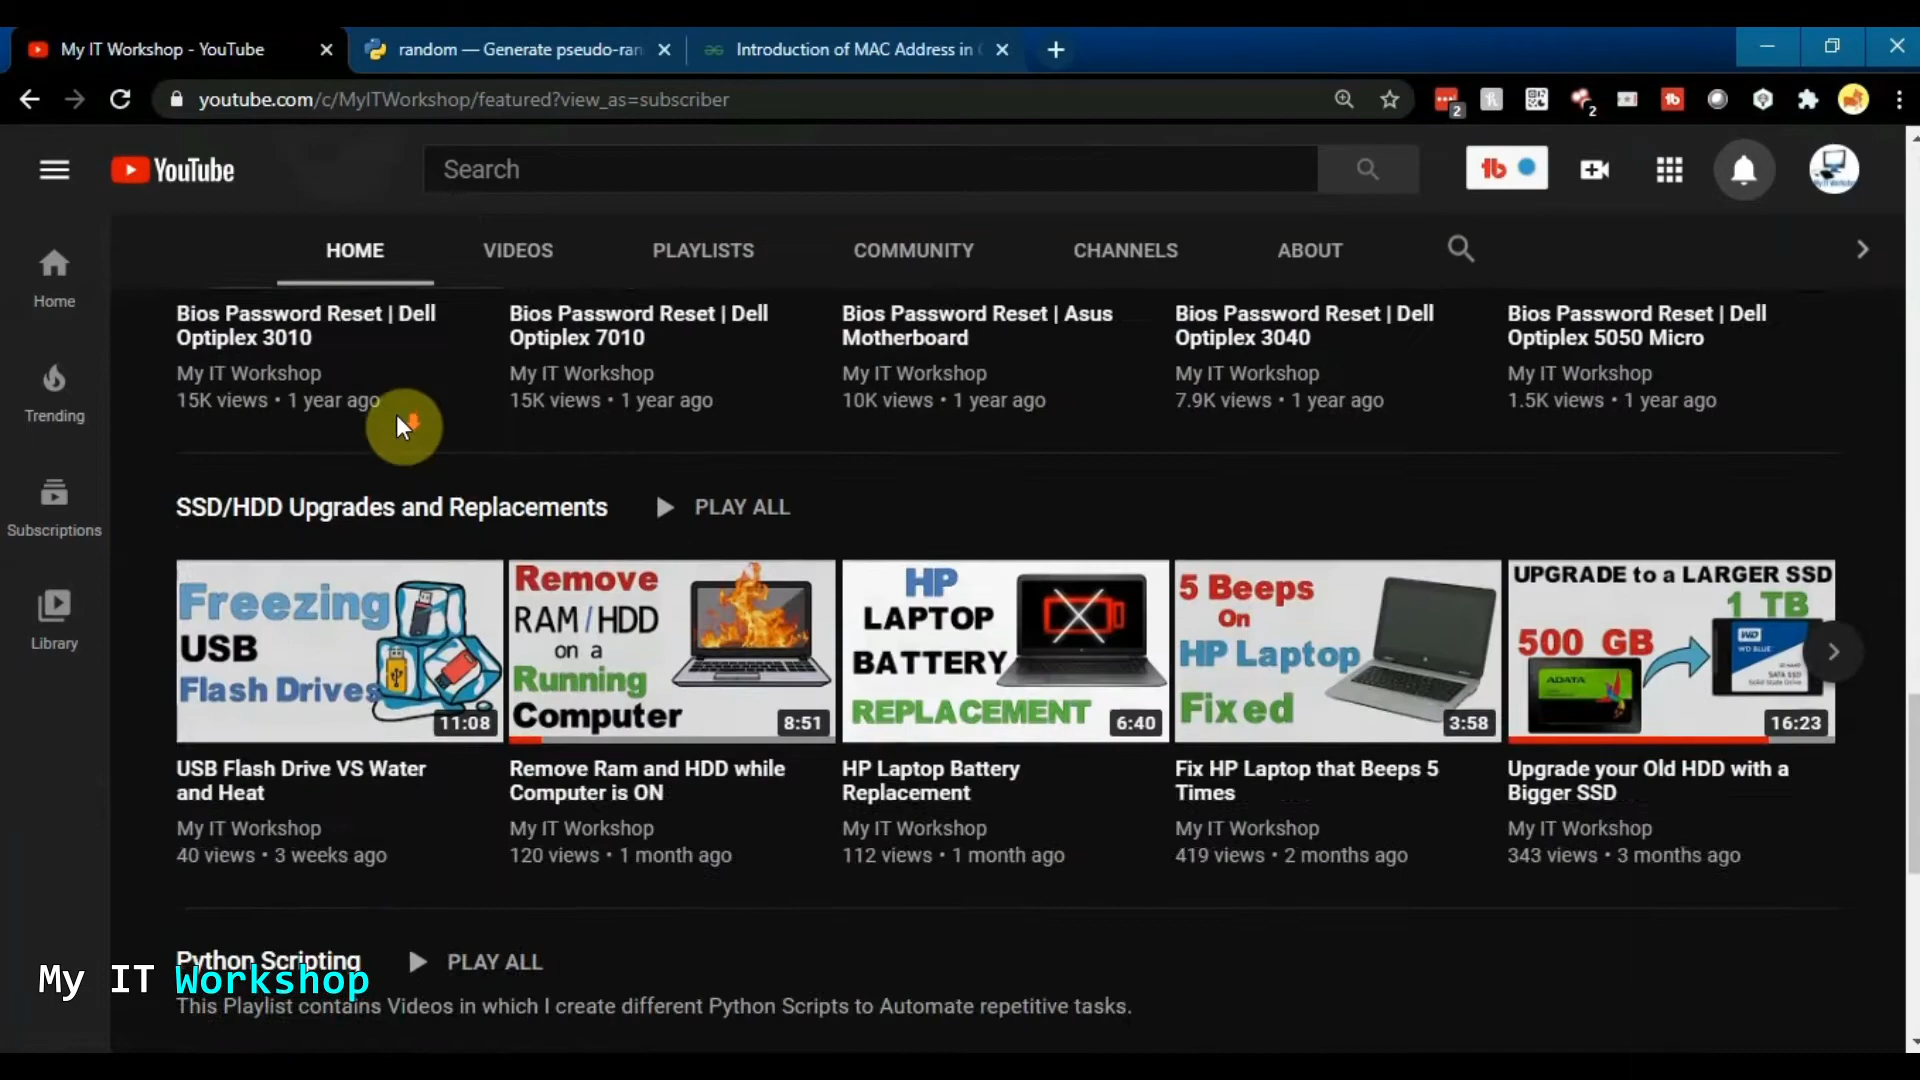 My IT Workshop - YouTube
random — Generate pseudo-ran
Introduction of MAC Address in
youtube.com/c/MyITWorkshop/featured?view_as=subscriber
2
2
tb
YouTube
Search
tb
HOME
VIDEOS
PLAYLISTS
COMMUNITY
CHANNELS
ABOUT
Home
Trending
Subscriptions
Library
Bios Password Reset | Dell
Optiplex 3010
My IT Workshop
15K views • 1 year ago
Bios Password Reset | Dell
Optiplex 7010
My IT Workshop
15K views • 1 year ago
Bios Password Reset | Asus
Motherboard
My IT Workshop
10K views • 1 year ago
Bios Password Reset | Dell
Optiplex 3040
My IT Workshop
7.9K views • 1 year ago
Bios Password Reset | Dell
Optiplex 5050 Micro
My IT Workshop
1.5K views • 1 year ago
SSD/HDD Upgrades and Replacements
PLAY ALL
Freezing
USB
Flash Drives
11:08
USB Flash Drive VS Water
and Heat
My IT Workshop
40 views • 3 weeks ago
Remove
RAM/HDD
on a
Running
Computer
8:51
Remove Ram and HDD while
Computer is ON
My IT Workshop
120 views • 1 month ago
HP
LAPTOP
BATTERY
REPLACEMENT
6:40
HP Laptop Battery
Replacement
My IT Workshop
112 views • 1 month ago
5 Beeps
On
HP Laptop
Fixed
3:58
Fix HP Laptop that Beeps 5
Times
My IT Workshop
419 views • 2 months ago
UPGRADE to a LARGER SSD
1 TB
500 GB
ADATA
WD
WD BLUE
SATA SSD
16:23
Upgrade your Old HDD with a
Bigger SSD
My IT Workshop
343 views • 3 months ago
Python Scripting
PLAY ALL
My IT Workshop
This Playlist contains Videos in which I create different Python Scripts to Automate repetitive tasks.